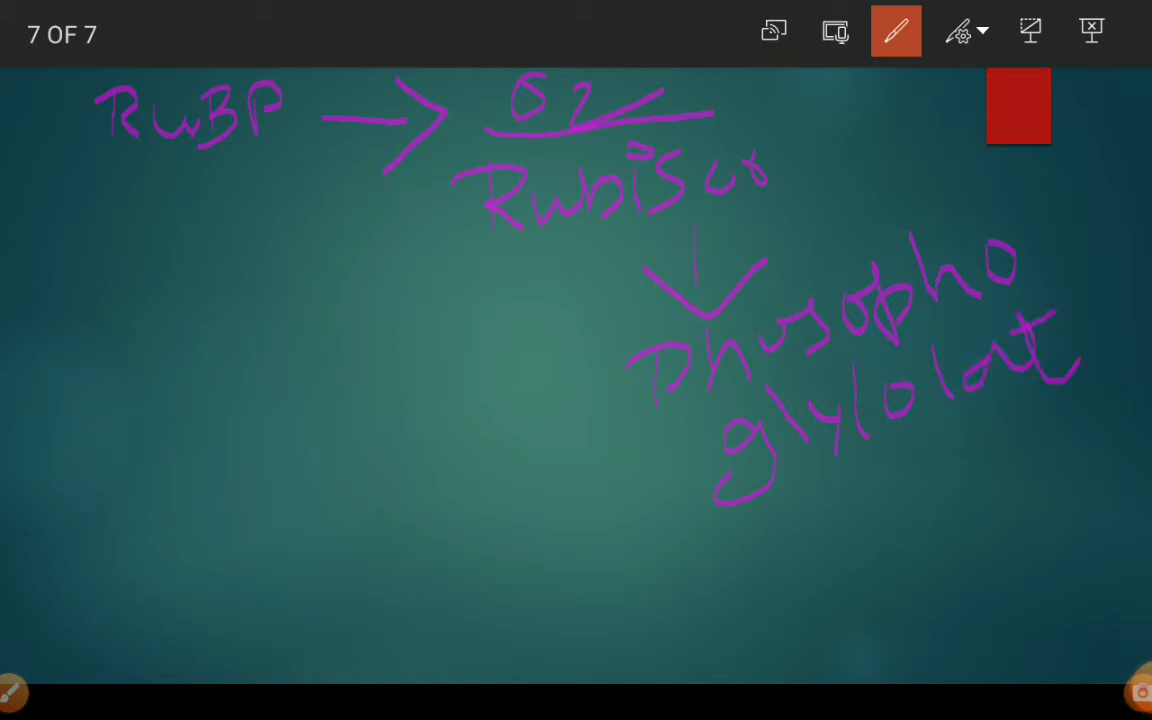 7 OF 7
RuBP → O2
Rubisco
↓
Phospho
glylolat